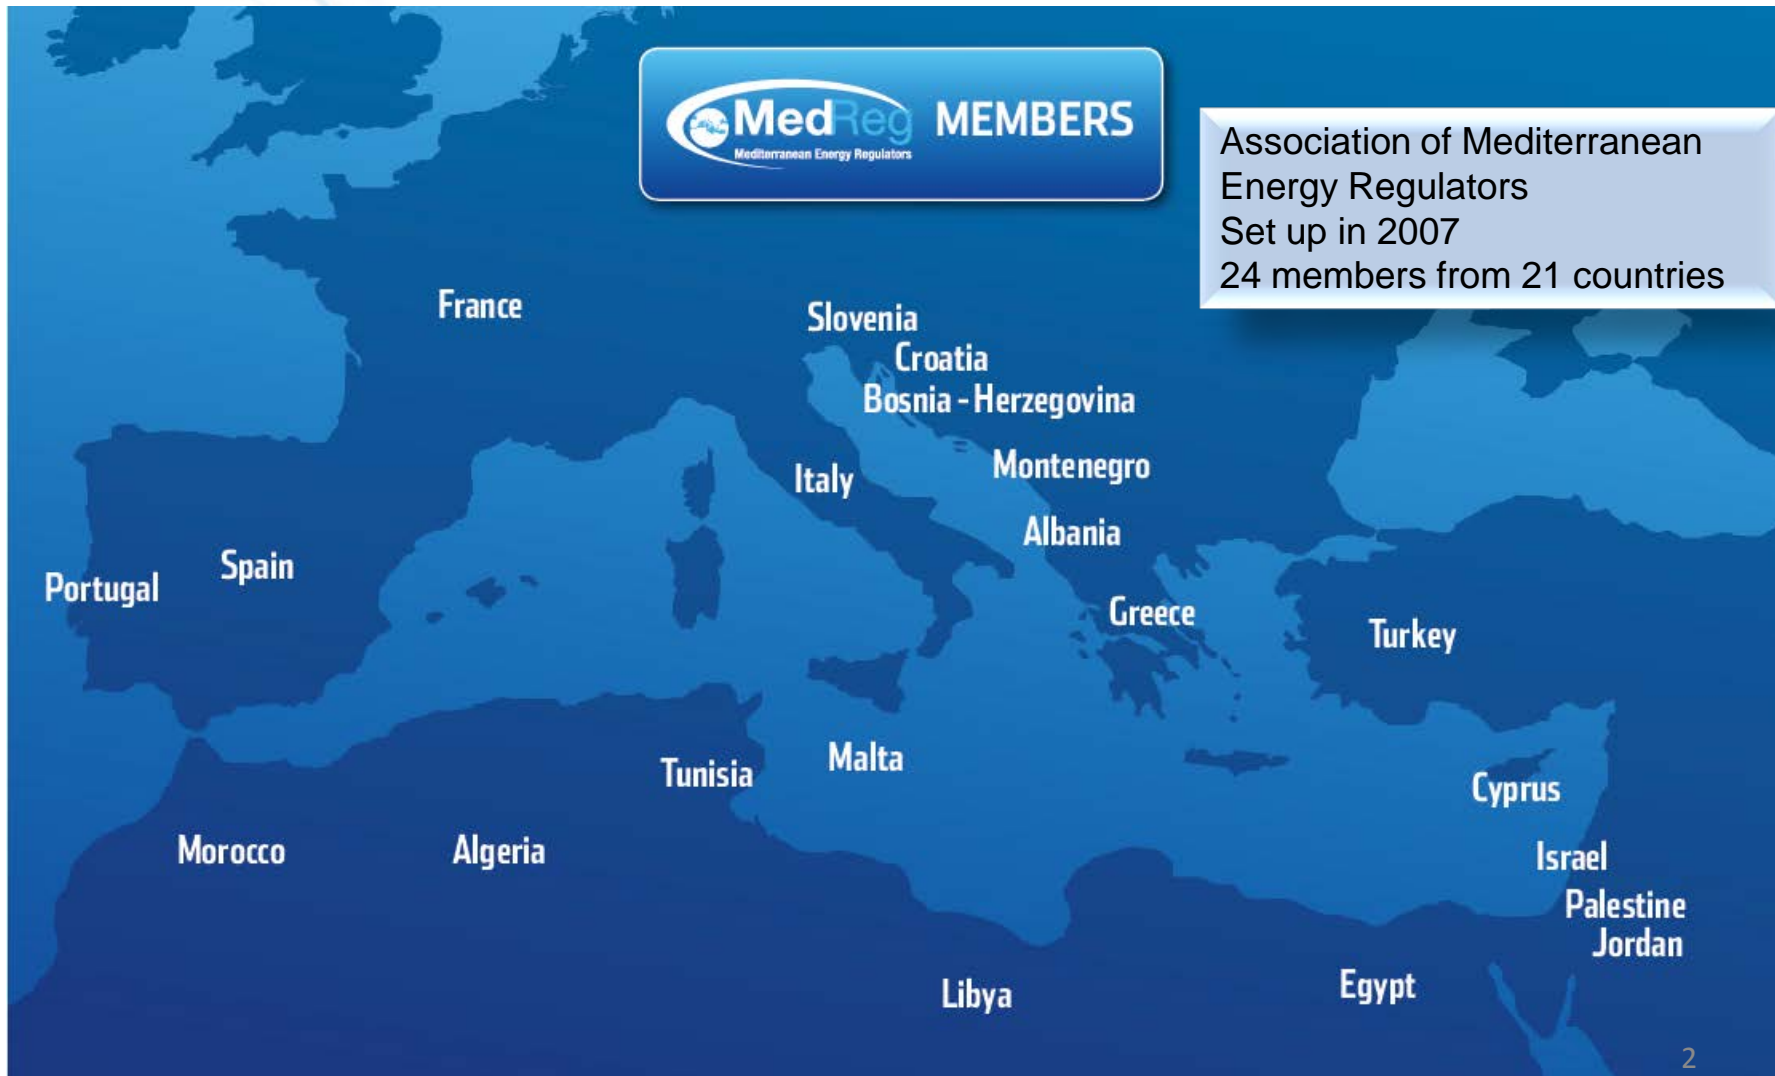 MedReg MEMBERS
Mediterranean Energy Regulators
Association of Mediterranean
Energy Regulators
Set up in 2007
24 members from 21 countries
France
Slovenia
Croatia
Bosnia - Herzegovina
Montenegro
Italy
Albania
Spain
Portugal
Greece
Turkey
Malta
Tunisia
Cyprus
Morocco
Algeria
Israel
Palestine
Jordan
Egypt
Libya
2